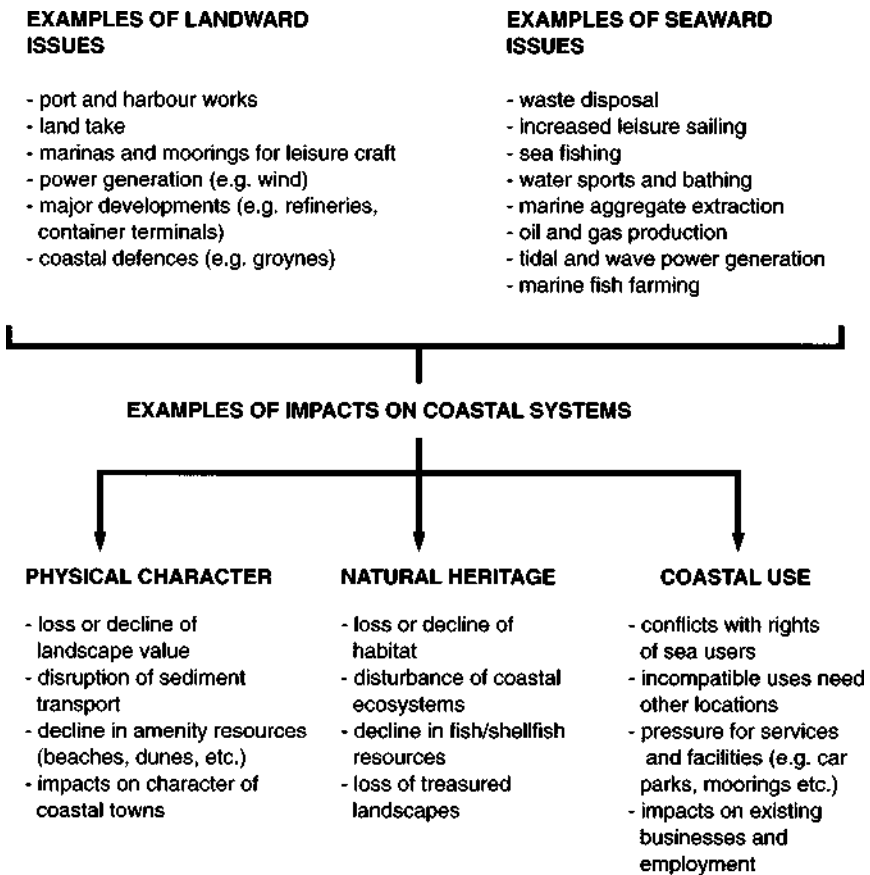 EXAMPLES OF LANDWARD
ISSUES
- port and harbour works
- land take
- marinas and moorings for leisure craft
- power generation (e.g. wind)
- major developments (e.g. refineries,
container terminals)
- coastal defences (e.g. groynes)
EXAMPLES OF SEAWARD
ISSUES
- waste disposal
- increased leisure sailing
- sea fishing
- water sports and bathing
- marine aggregate extraction
- oil and gas production
- tidal and wave power generation
- marine fish farming
EXAMPLES OF IMPACTS ON COASTAL SYSTEMS
PHYSICAL CHARACTER
- loss or decline of
landscape value
- disruption of sediment
transport
- decline in amenity resources
(beaches, dunes, etc.)
- impacts on character of
coastal towns
NATURAL HERITAGE
- loss or decline of
habitat
- disturbance of coastal
ecosystems
- decline in fish/shellfish
resources
- loss of treasured
landscapes
COASTAL USE
- conflicts with rights
of sea users
- incompatible uses need
other locations
- pressure for services
and facilities (e.g. car
parks, moorings etc.)
- impacts on existing
businesses and
employment